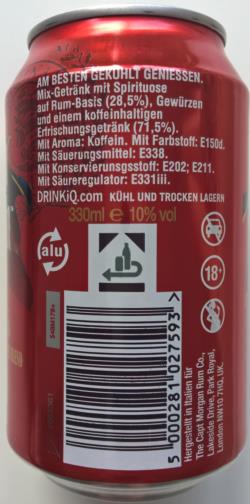 AM BESTEN GEKÜHLT GENIESSEN.
Mix-Getränk mit Spirituose
auf Rum-Basis (28,5%), Gewürzen
und einem koffeinhaltigen
Erfrischungsgetränk (71,5%).
Mit Aroma: Koffein. Mit Farbstoff: E150d.
Mit Säuerungsmittel: E338.
Mit Konservierungsgsstoff: E202; E211.
Mit Säureregulator: E331iii.
DRINKiQ.COM KÜHL UND TROCKEN LAGERN
330ml e 10% vol
alu
18+
5 000281 027593 >
Hergestellt in Italien für
The Capt Morgan Rum Co.,
Lakeside Drive, Park Royal,
London NW10 7HQ, UK.